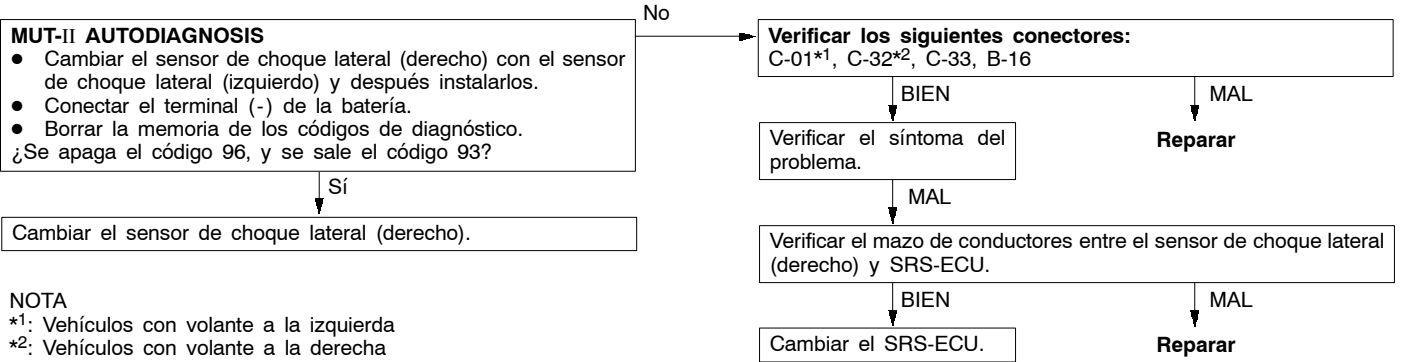 MUT-II AUTODIAGNOSIS
● Cambiar el sensor de choque lateral (derecho) con el sensor
de choque lateral (izquierdo) y después instalarlos.
● Conectar el terminal (-) de la batería.
● Borrar la memoria de los códigos de diagnóstico.
¿Se apaga el código 96, y se sale el código 93?
No
Sí
Cambiar el sensor de choque lateral (derecho).
Verificar los siguientes conectores:
C-01*1, C-32*2, C-33, B-16
BIEN
MAL
Verificar el síntoma del
problema.
Reparar
MAL
Verificar el mazo de conductores entre el sensor de choque lateral
(derecho) y SRS-ECU.
BIEN
MAL
Cambiar el SRS-ECU.
Reparar
NOTA
*1: Vehículos con volante a la izquierda
*2: Vehículos con volante a la derecha